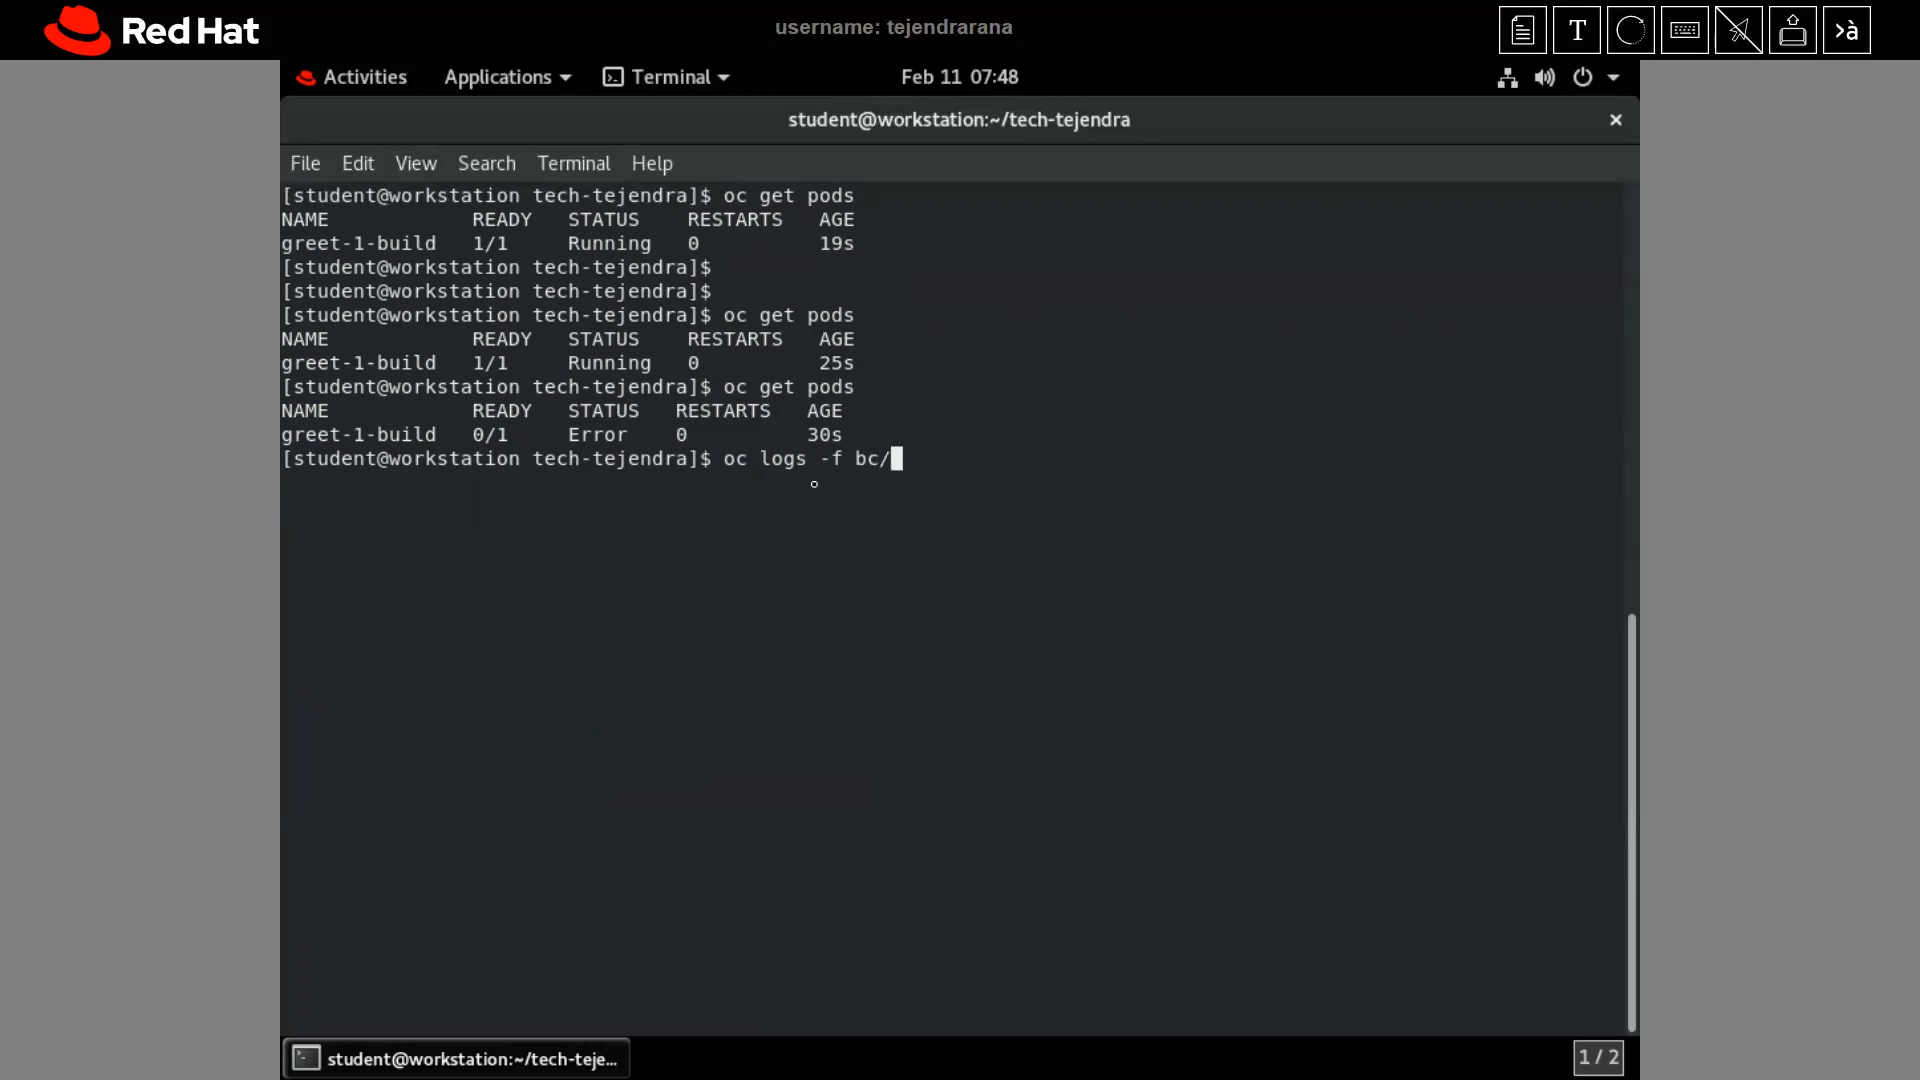 Red Hat
username: tejendrarana
T
>à
Activities Applications Terminal Feb 11 07:48
student@workstation:~/tech-tejendra ×
File Edit View Search Terminal Help
[student@workstation tech-tejendra]$ oc get pods
NAME READY STATUS RESTARTS AGE
greet-1-build 1/1 Running 0 19s
[student@workstation tech-tejendra]$
[student@workstation tech-tejendra]$
[student@workstation tech-tejendra]$ oc get pods
NAME READY STATUS RESTARTS AGE
greet-1-build 1/1 Running 0 25s
[student@workstation tech-tejendra]$ oc get pods
NAME READY STATUS RESTARTS AGE
greet-1-build 0/1 Error 0 30s
[student@workstation tech-tejendra]$ oc logs -f bc/
student@workstation:~/tech-teje...
1 / 2